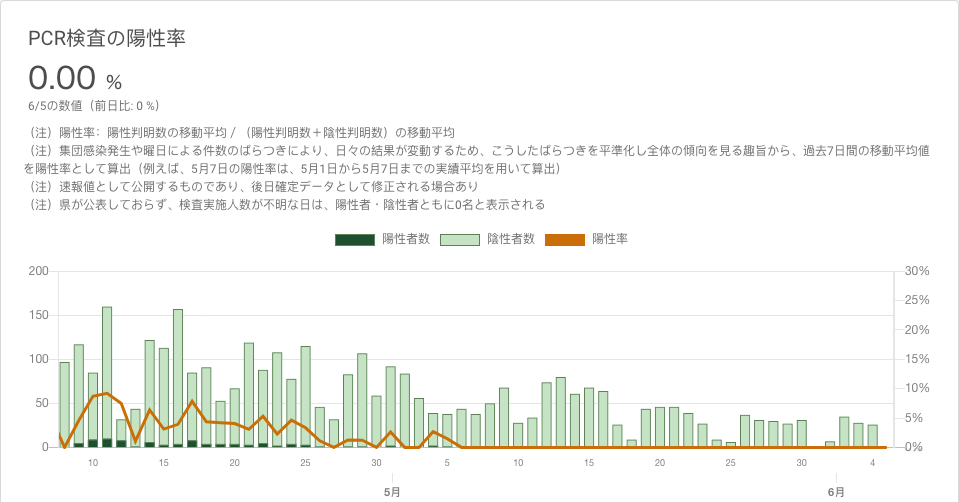 PCR検査の陽性率
0.00 %
6/5の数値（前日比: 0 %）
（注）陽性率：陽性判明数の移動平均 / （陽性判明数＋陰性判明数）の移動平均
（注）集団感染発生や曜日による件数のばらつきにより、日々の結果が変動するため、こうしたばらつきを平準化し全体の傾向を見る趣旨から、過去7日間の移動平均値
を陽性率として算出（例えば、5月7日の陽性率は、5月1日から5月7日までの実績平均を用いて算出）
（注）速報値として公開するものであり、後日確定データとして修正される場合あり
（注）県が公表しておらず、検査実施人数が不明な日は、陽性者・陰性者ともに0名と表示される
陽性者数 陰性者数 陽性率
200 30%
25%
150
20%
100 15%
10%
50
5%
0 0%
10 15 20 25 30 5 10 15 20 25 30 4
5月 6月